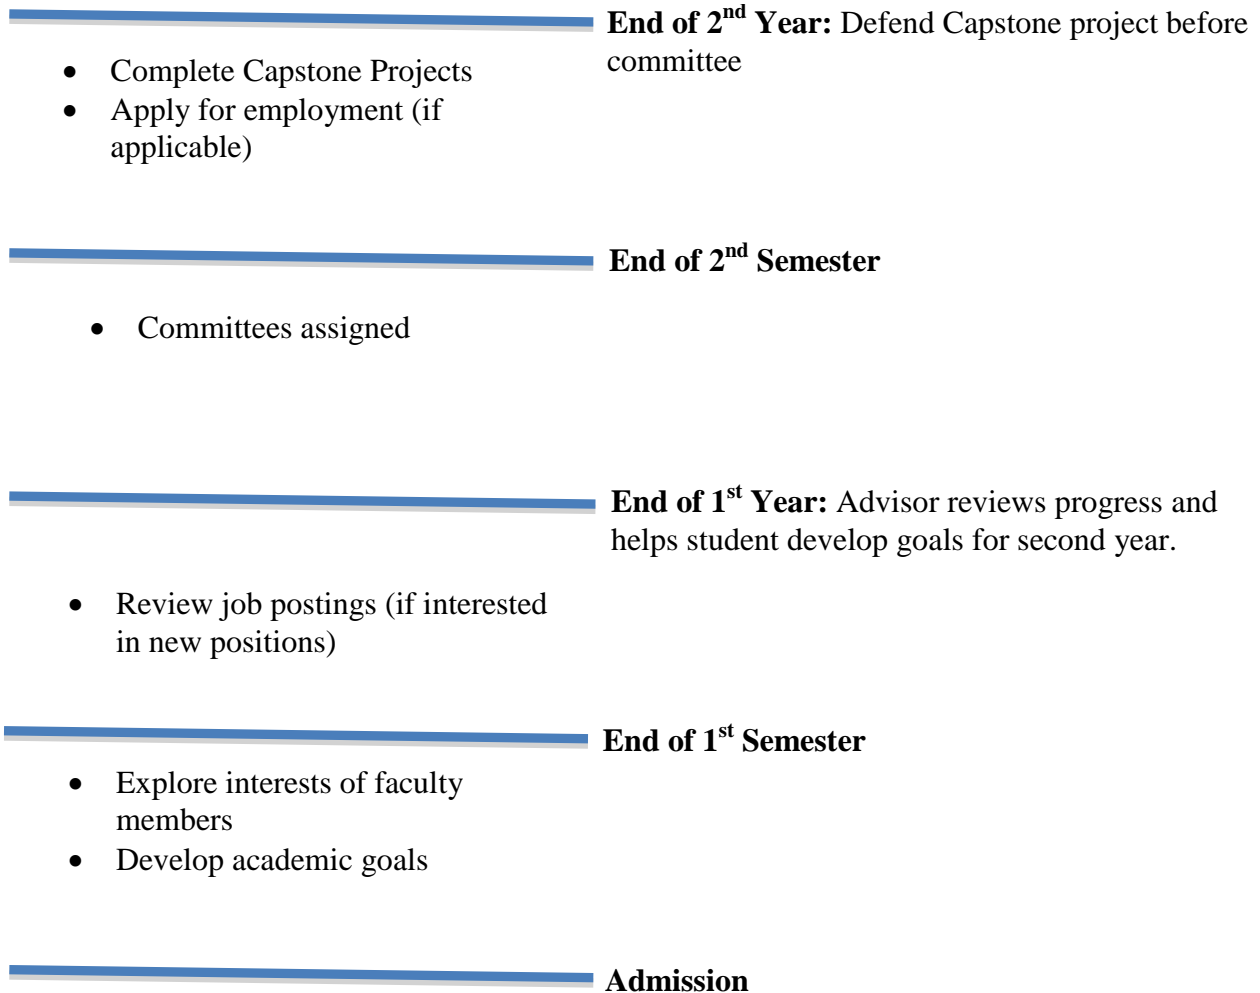 End of 2nd Year: Defend Capstone project before
committee
• Complete Capstone Projects
• Apply for employment (if
applicable)
End of 2nd Semester
• Committees assigned
End of 1st Year: Advisor reviews progress and
helps student develop goals for second year.
• Review job postings (if interested
in new positions)
End of 1st Semester
• Explore interests of faculty
members
• Develop academic goals
Admission